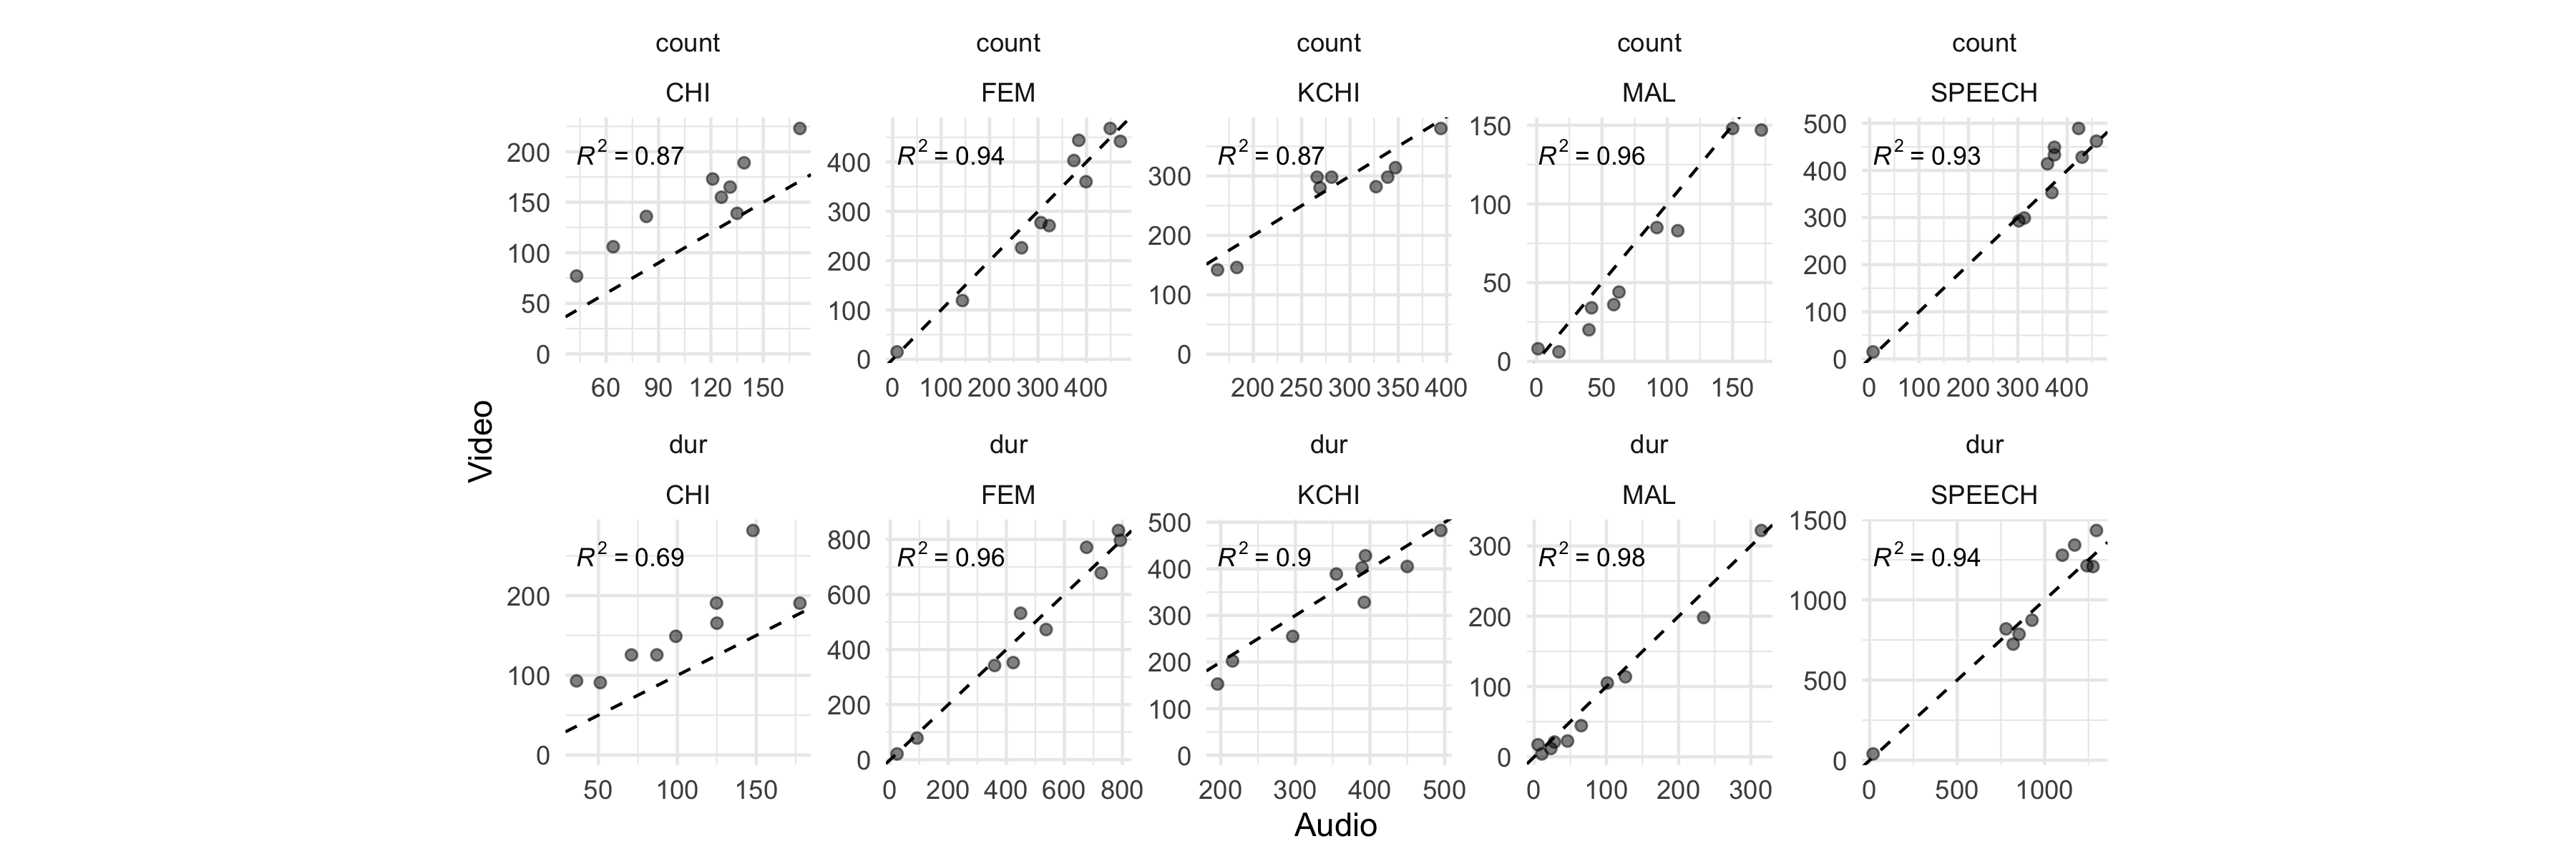 count count count count count
CHI FEM KCHI MAL SPEECH
R² = 0.87 R² = 0.94 R² = 0.87 R² = 0.96 R² = 0.93
200 150 100 50 0
400 300 200 100 0
300 200 100 0
150 100 50 0
500 400 300 200 100 0
60 90 120 150 0 100 200 300 400 200 250 300 350 400 0 50 100 150 0 100 200 300 400
Video
dur dur dur dur dur
CHI FEM KCHI MAL SPEECH
R² = 0.69 R² = 0.96 R² = 0.9 R² = 0.98 R² = 0.94
200 100 0
800 600 400 200 0
500 400 300 200 100 0
300 200 100 0
1500 1000 500 0
50 100 150 0 200 400 600 800 200 300 400 500 0 100 200 300 0 500 1000
Audio